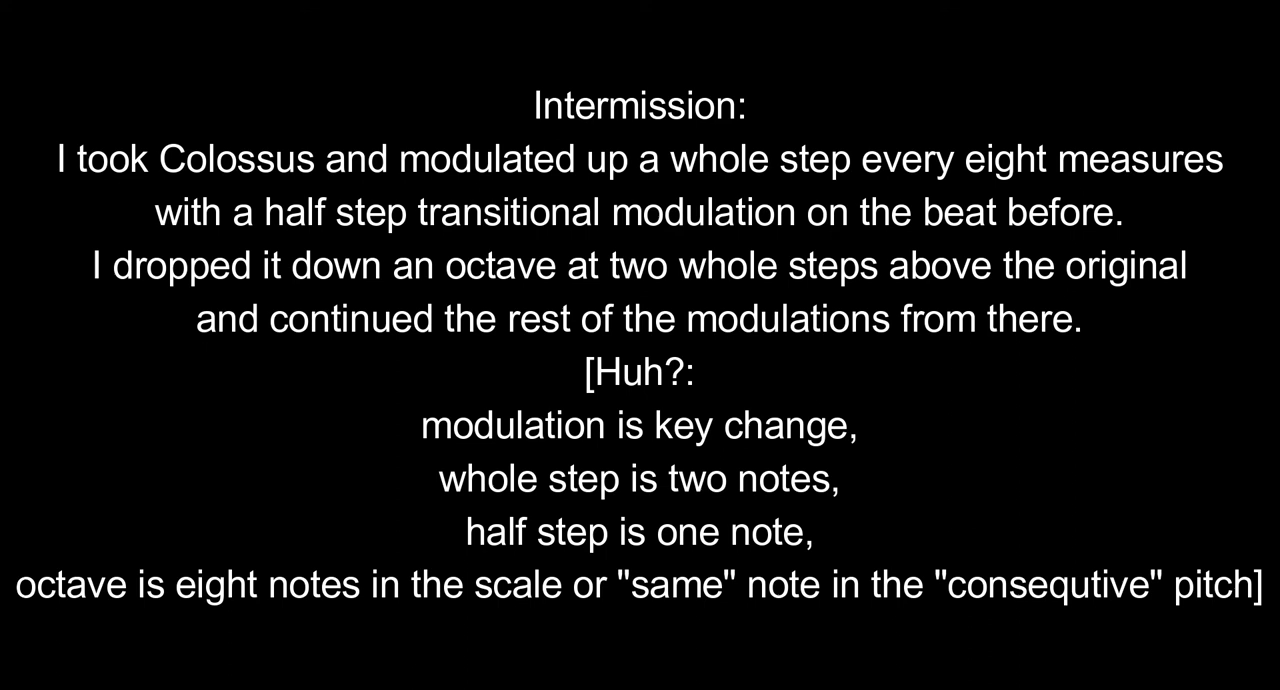 Intermission:
I took Colossus and modulated up a whole step every eight measures
with a half step transitional modulation on the beat before.
I dropped it down an octave at two whole steps above the original
and continued the rest of the modulations from there.
[Huh?:
modulation is key change,
whole step is two notes,
half step is one note,
octave is eight notes in the scale or "same" note in the "consequtive" pitch]